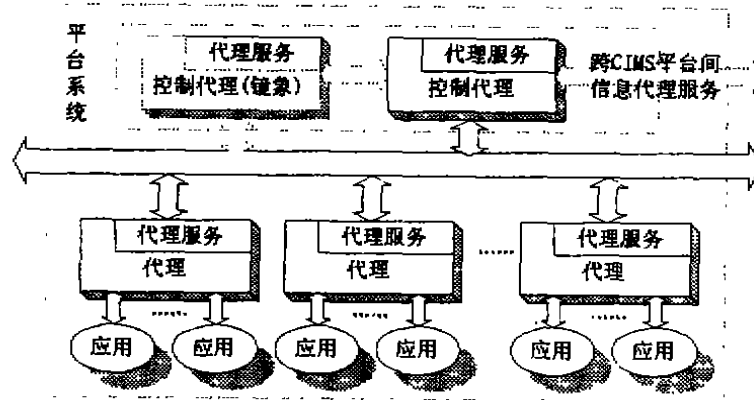 平台系统
代理服务
控制代理(镜象)
代理服务
控制代理
跨CIMS平台间
信息代理服务
代理服务
代理
代理服务
代理
......
代理服务
代理
......
......
......
应用
应用
应用
应用
应用
应用